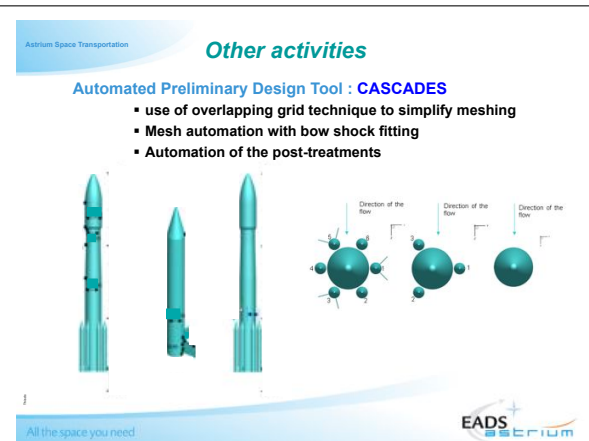 Astrium Space Transportation
Other activities
Automated Preliminary Design Tool : CASCADES
▪ use of overlapping grid technique to simplify meshing
▪ Mesh automation with bow shock fitting
▪ Automation of the post-treatments
Direction of the
flow
Direction of the
flow
Direction of the
flow
5
6
4
3
2
3
1
2
All the space you need
EADS
astrium